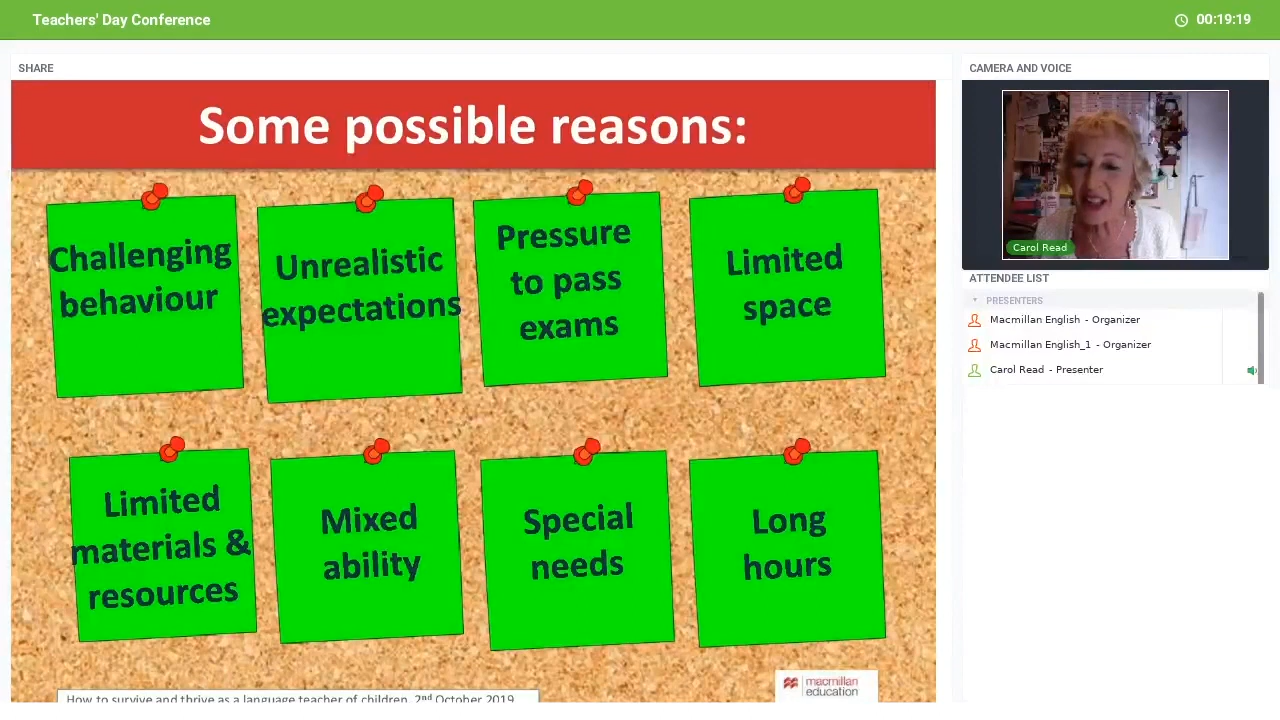 Teachers' Day Conference
00:19:19
SHARE
CAMERA AND VOICE
Some possible reasons:
Challenging
behaviour
Unrealistic
expectations
Pressure
to pass
exams
Limited
space
Limited
materials &
resources
Mixed
ability
Special
needs
Long
hours
How to survive and thrive as a language teacher of children, 2nd October 2019
macmillan
education
Carol Read
ATTENDEE LIST
PRESENTERS
Macmillan English - Organizer
Macmillan English_1 - Organizer
Carol Read - Presenter